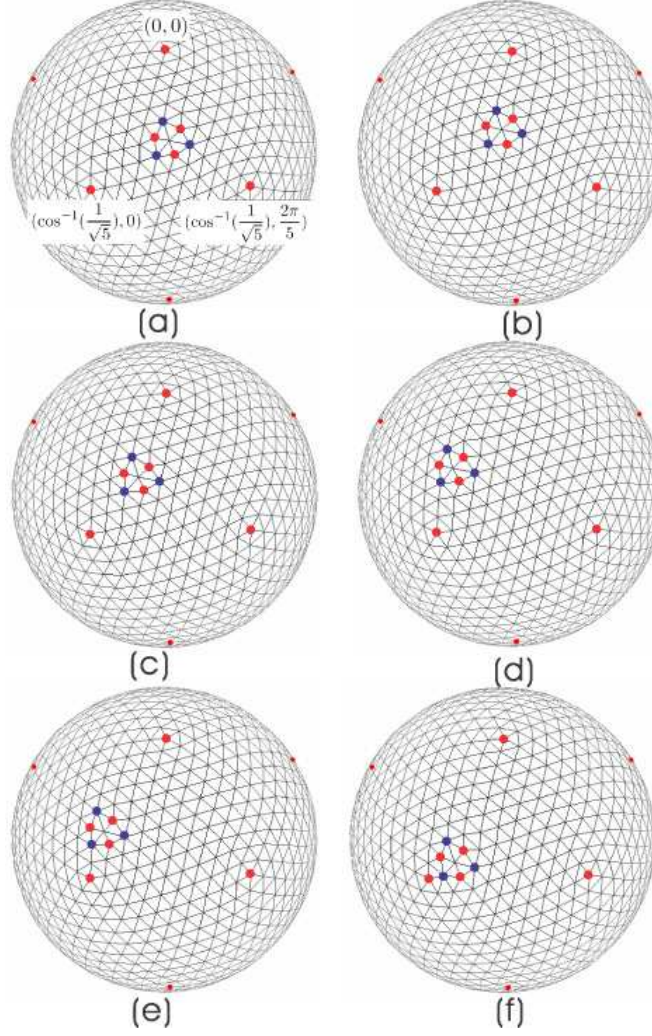 (0, 0)
(cos⁻¹(1/√5), 0) (cos⁻¹(1/√5), 2π/5)
(a) (b)
(c) (d)
(e) (f)